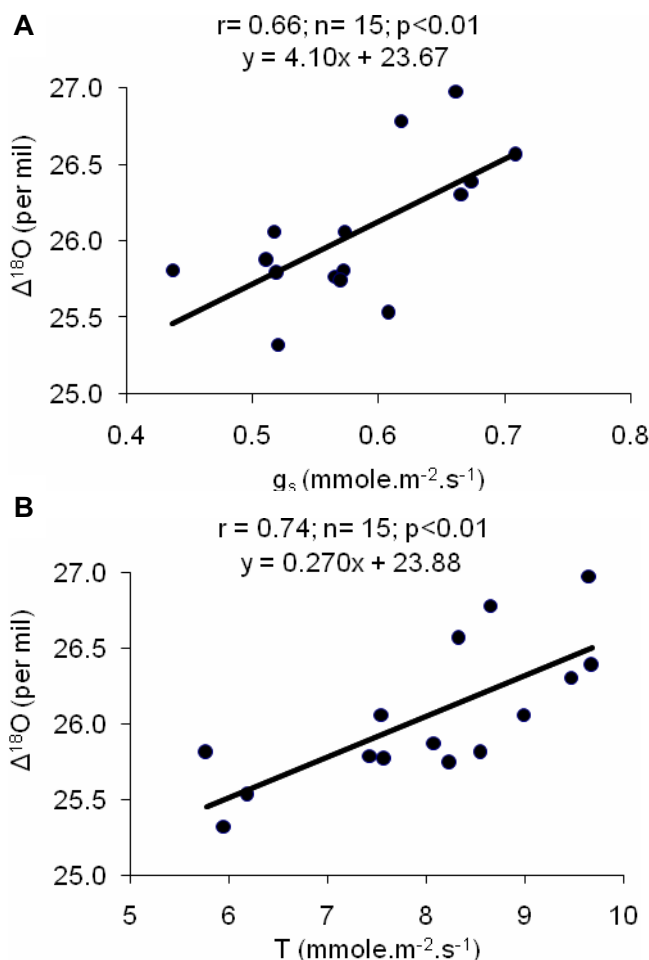 A
r= 0.66; n= 15; p<0.01
y = 4.10x + 23.67
27.0
26.5
26.0
25.5
25.0
Δ¹⁸O (per mil)
0.4 0.5 0.6 0.7 0.8
gₛ (mmole.m⁻².s⁻¹)
B
r = 0.74; n= 15; p<0.01
y = 0.270x + 23.88
27.0
26.5
26.0
25.5
25.0
Δ¹⁸O (per mil)
5 6 7 8 9 10
T (mmole.m⁻².s⁻¹)